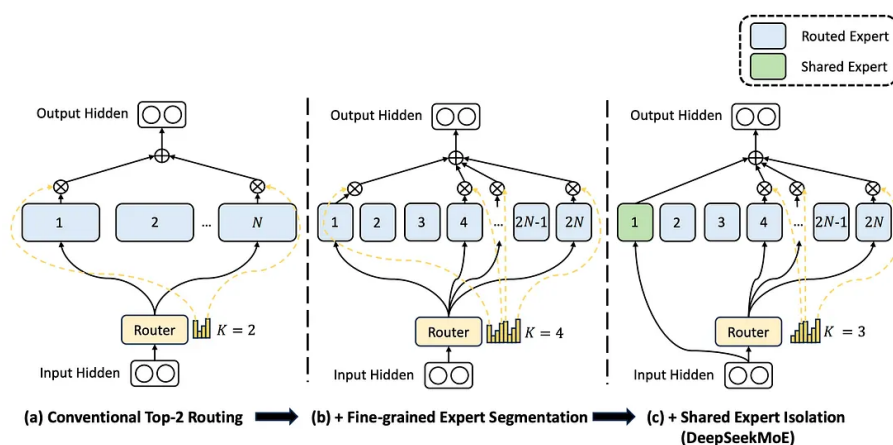 Routed Expert
Shared Expert
Output Hidden
1
2
...
N
Router
K = 2
Input Hidden
(a) Conventional Top-2 Routing
Output Hidden
1
2
3
4
...
2N-1
2N
Router
K = 4
Input Hidden
(b) + Fine-grained Expert Segmentation
Output Hidden
1
2
3
4
...
2N-1
2N
Router
K = 3
Input Hidden
(c) + Shared Expert Isolation
(DeepSeekMoE)